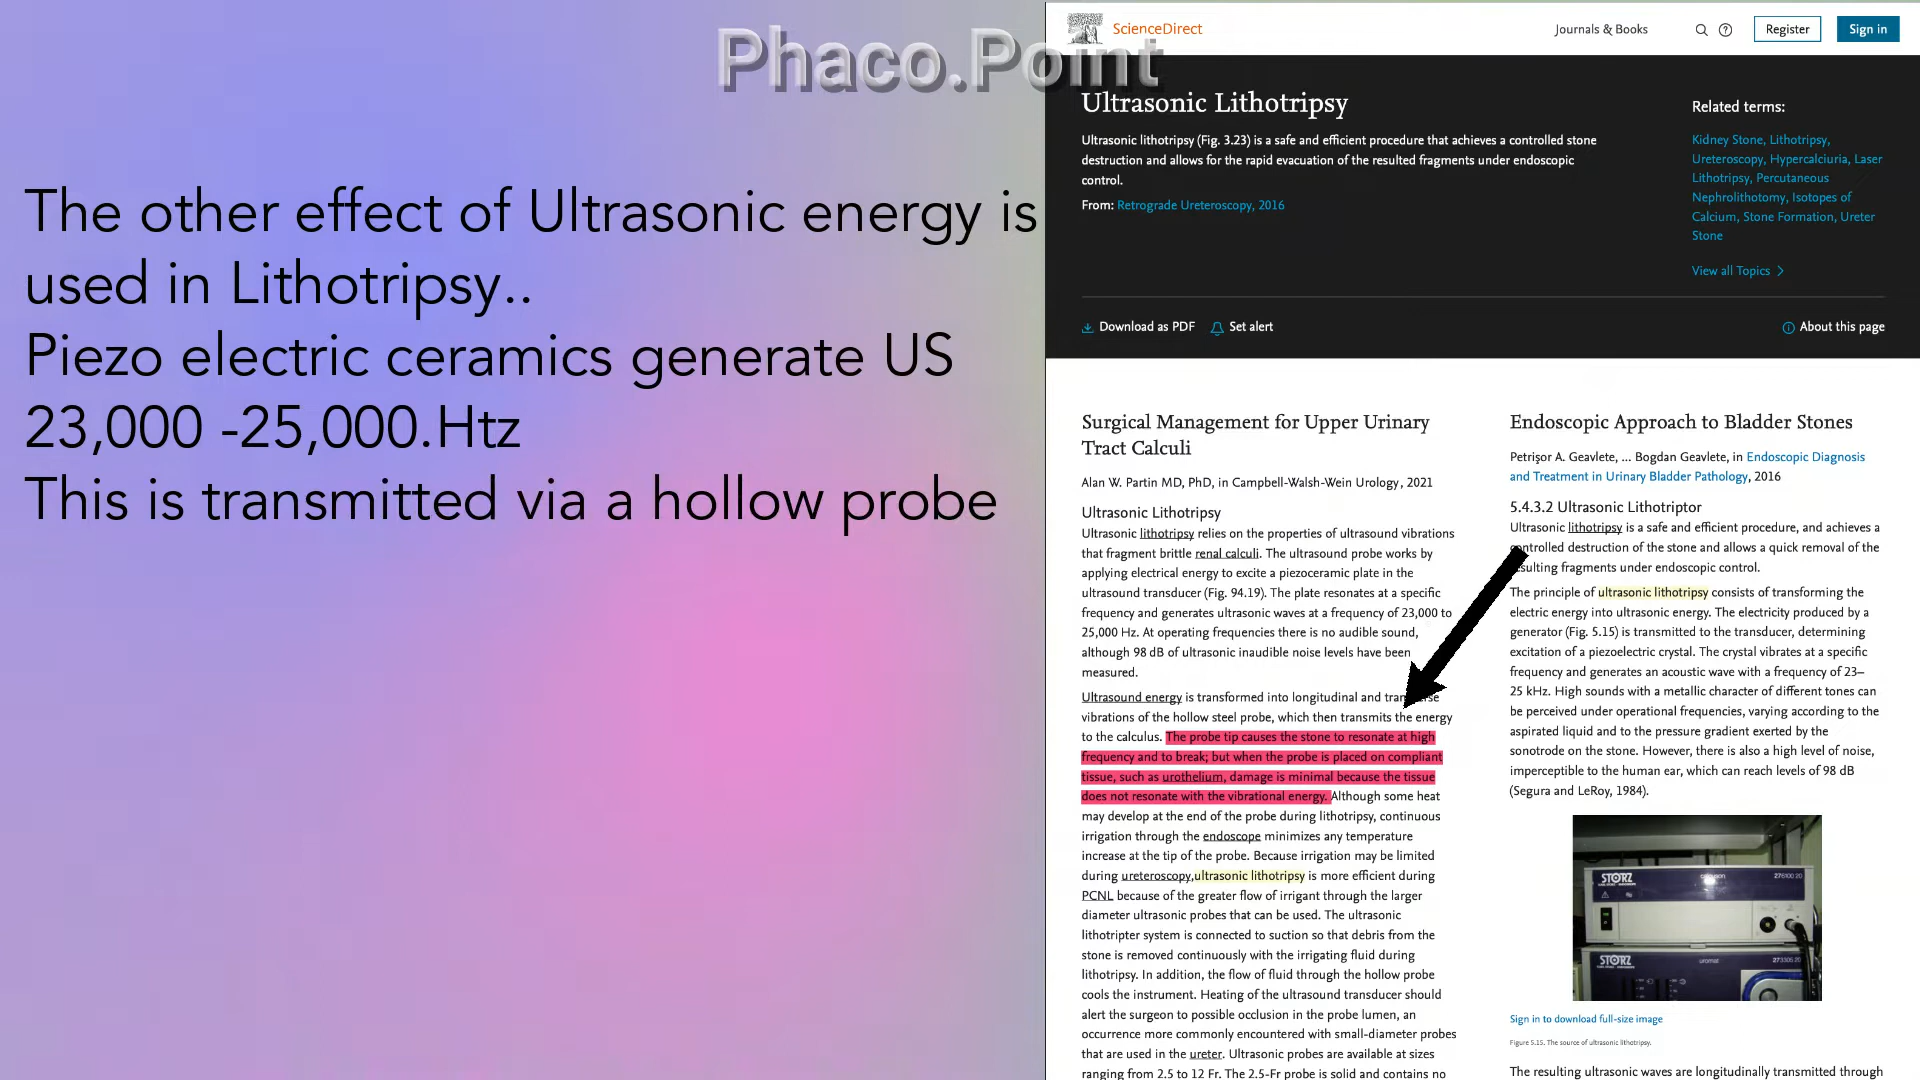 Phaco.Point
The other effect of Ultrasonic energy is
used in Lithotripsy..
Piezo electric ceramics generate US
23,000 -25,000.Htz
This is transmitted via a hollow probe
ScienceDirect
Journals & Books
Register
Sign in
Ultrasonic Lithotripsy
Ultrasonic lithotripsy (Fig. 3.23) is a safe and efficient procedure that achieves a controlled stone
destruction and allows for the rapid evacuation of the resulted fragments under endoscopic
control.
From: Retrograde Ureteroscopy, 2016
Related terms:
Kidney Stone, Lithotripsy,
Ureteroscopy, Hypercalciuria, Laser
Lithotripsy, Percutaneous
Nephrolithotomy, Isotopes of
Calcium, Stone Formation, Ureter
Stone
View all Topics
Download as PDF
Set alert
About this page
Surgical Management for Upper Urinary
Tract Calculi
Alan W. Partin MD, PhD, in Campbell-Walsh-Wein Urology, 2021
Ultrasonic Lithotripsy
Ultrasonic lithotripsy relies on the properties of ultrasound vibrations
that fragment brittle renal calculi. The ultrasound probe works by
applying electrical energy to excite a piezoceramic plate in the
ultrasound transducer (Fig. 94.19). The plate resonates at a specific
frequency and generates ultrasonic waves at a frequency of 23,000 to
25,000 Hz. At operating frequencies there is no audible sound,
although 98 dB of ultrasonic inaudible noise levels have been
measured.
Ultrasound energy is transformed into longitudinal and
vibrations of the hollow steel probe, which then transmits the energy
to the calculus. The probe tip causes the stone to resonate at high
frequency and to break; but when the probe is placed on compliant
tissue, such as urothelium, damage is minimal because the tissue
does not resonate with the vibrational energy. Although some heat
may develop at the end of the probe during lithotripsy, continuous
irrigation through the endoscope minimizes any temperature
increase at the tip of the probe. Because irrigation may be limited
during ureteroscopy,ultrasonic lithotripsy is more efficient during
PCNL because of the greater flow of irrigant through the larger
diameter ultrasonic probes that can be used. The ultrasonic
lithotripter system is connected to suction so that debris from the
stone is removed continuously with the irrigating fluid during
lithotripsy. In addition, the flow of fluid through the hollow probe
cools the instrument. Heating of the ultrasound transducer should
alert the surgeon to possible occlusion in the probe lumen, an
occurrence more commonly encountered with small-diameter probes
that are used in the ureter. Ultrasonic probes are available at sizes
ranging from 2.5 to 12 Fr. The 2.5-Fr probe is solid and contains no
Endoscopic Approach to Bladder Stones
Petrişor A. Geavlete, ... Bogdan Geavlete, in Endoscopic Diagnosis
and Treatment in Urinary Bladder Pathology, 2016
5.4.3.2 Ultrasonic Lithotriptor
Ultrasonic lithotripsy is a safe and efficient procedure, and achieves a
controlled destruction of the stone and allows a quick removal of the
resulting fragments under endoscopic control.
The principle of ultrasonic lithotripsy consists of transforming the
electric energy into ultrasonic energy. The electricity produced by a
generator (Fig. 5.15) is transmitted to the transducer, determining
excitation of a piezoelectric crystal. The crystal vibrates at a specific
frequency and generates an acoustic wave with a frequency of 23–
25 kHz. High sounds with a metallic character of different tones can
be perceived under operational frequencies, varying according to the
aspirated liquid and to the pressure gradient exerted by the
sonotrode on the stone. However, there is also a high level of noise,
imperceptible to the human ear, which can reach levels of 98 dB
(Segura and LeRoy, 1984).
STORZ
276100 20
STORZ
uromat
273305 20
Sign in to download full-size image
Figure 5.15. The source of ultrasonic lithotripsy.
The resulting ultrasonic waves are longitudinally transmitted through